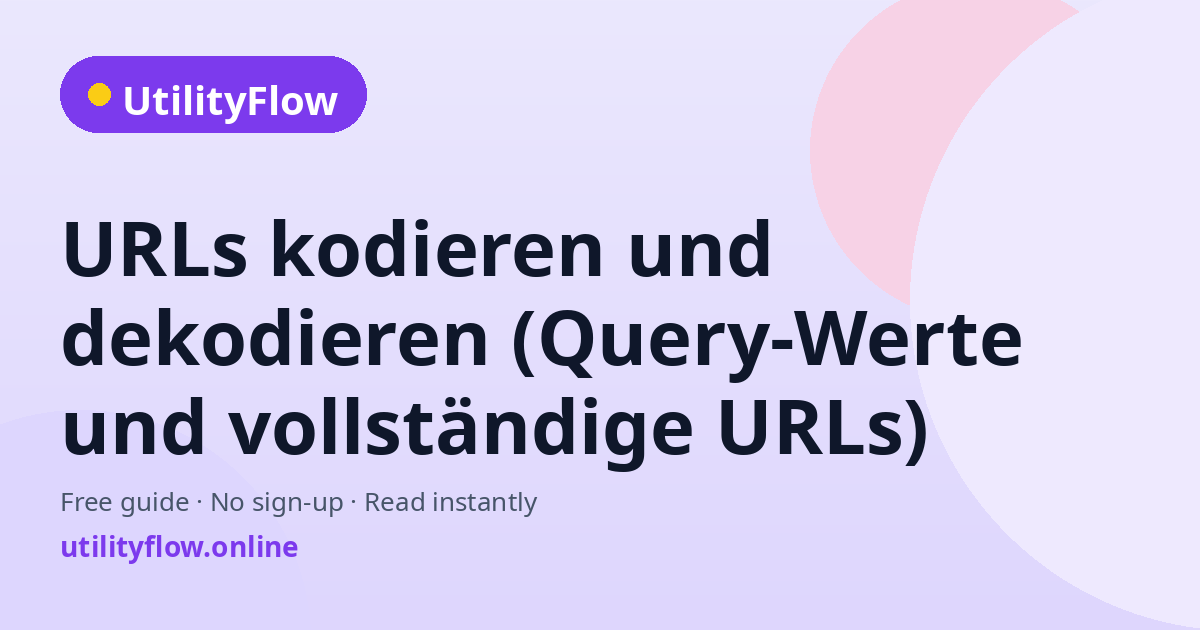 UtilityFlow
URLs kodieren und
dekodieren (Query-Werte
und vollständige URLs)
Free guide · No sign-up · Read instantly
utilityflow.online